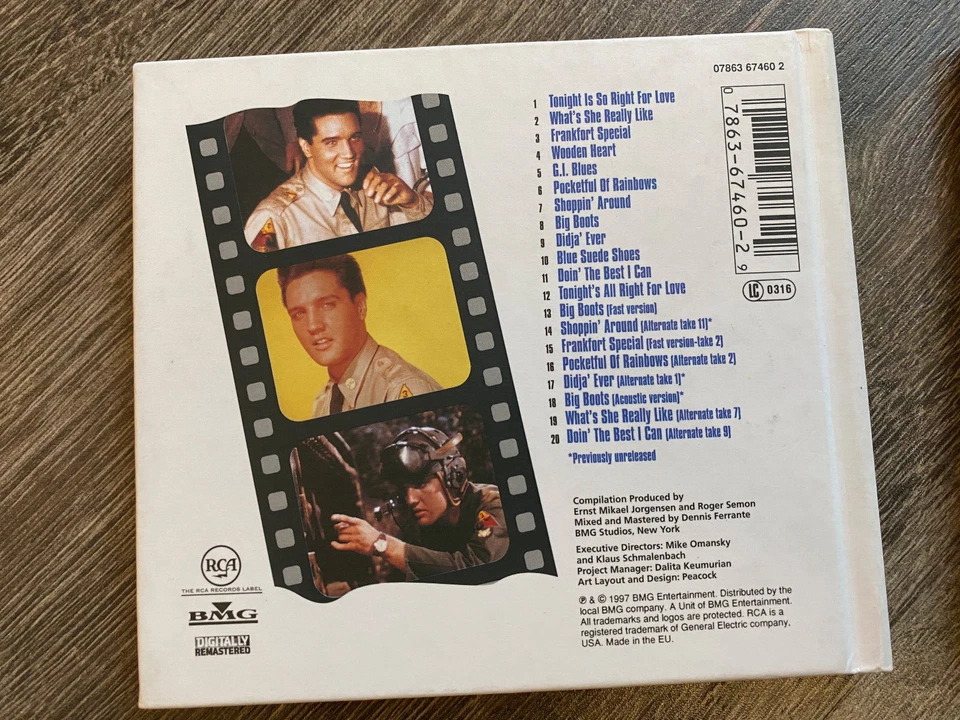 07863 67460 2
1 Tonight Is So Right For Love
2 What's She Really Like
3 Frankfort Special
4 Wooden Heart
5 G.I. Blues
6 Pocketful Of Rainbows
7 Shoppin' Around
8 Big Boots
9 Didja' Ever
10 Blue Suede Shoes
11 Doin' The Best I Can
12 Tonight's All Right For Love
13 Big Boots (Fast version)
14 Shoppin' Around (Alternate take 11)*
15 Frankfort Special (Fast version-take 2)
16 Pocketful Of Rainbows (Alternate take 2)
17 Didja' Ever (Alternate take 1)*
18 Big Boots (Acoustic version)*
19 What's She Really Like (Alternate take 7)
20 Doin' The Best I Can (Alternate take 9)
*Previously unreleased
0 7863-67460-2 9
LC 0316
Compilation Produced by
Ernst Mikael Jorgensen and Roger Semon
Mixed and Mastered by Dennis Ferrante
BMG Studios, New York
Executive Directors: Mike Omansky
and Klaus Schmalenbach
Project Manager: Dalita Keumurian
Art Layout and Design: Peacock
℗ & © 1997 BMG Entertainment. Distributed by the
local BMG company. A Unit of BMG Entertainment.
All trademarks and logos are protected. RCA is a
registered trademark of General Electric company,
USA. Made in the EU.
RCA
THE RCA RECORDS LABEL
BMG
DIGITALLY
REMASTERED